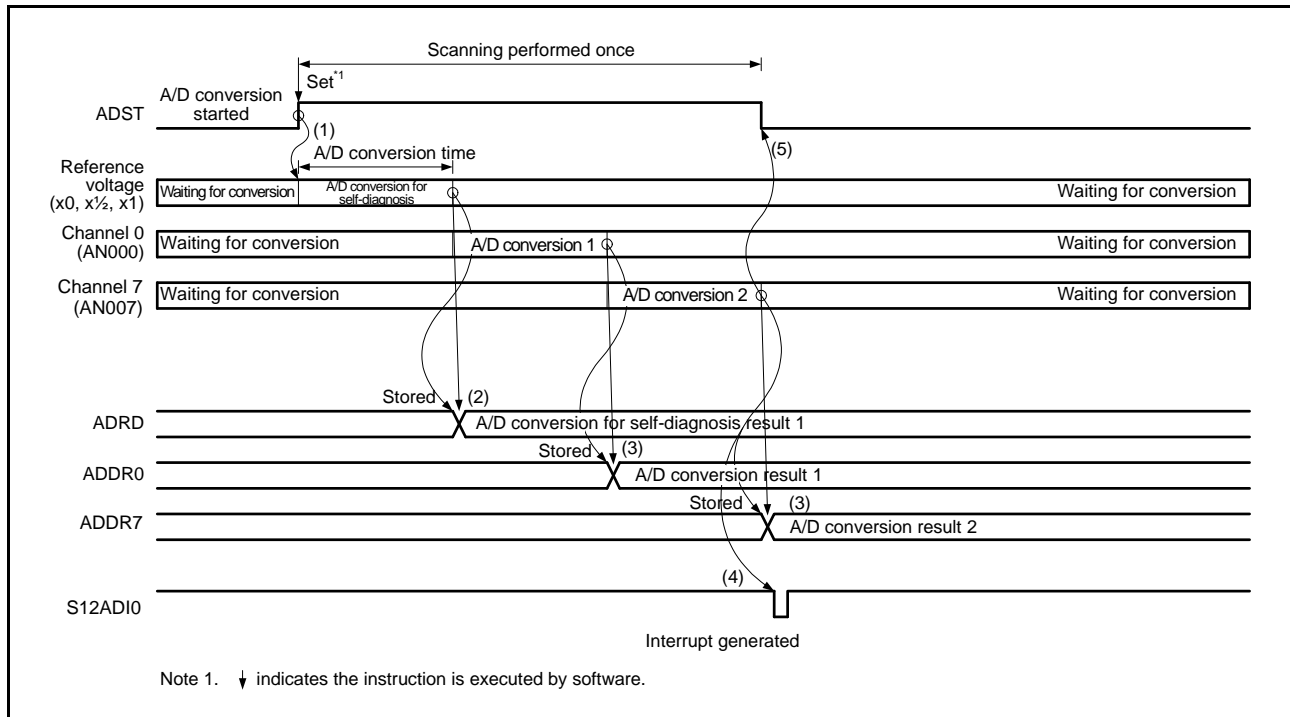 Scanning performed once
Set*1
A/D conversion
started
ADST
(1)
(5)
A/D conversion time
Reference
voltage
(x0, x½, x1)
Waiting for conversion
A/D conversion for
self-diagnosis
Waiting for conversion
Channel 0
(AN000)
Waiting for conversion
A/D conversion 1
Waiting for conversion
Channel 7
(AN007)
Waiting for conversion
A/D conversion 2
Waiting for conversion
Stored
(2)
ADRD
A/D conversion for self-diagnosis result 1
Stored
(3)
ADDR0
A/D conversion result 1
Stored
(3)
ADDR7
A/D conversion result 2
(4)
S12ADI0
Interrupt generated
Note 1. indicates the instruction is executed by software.